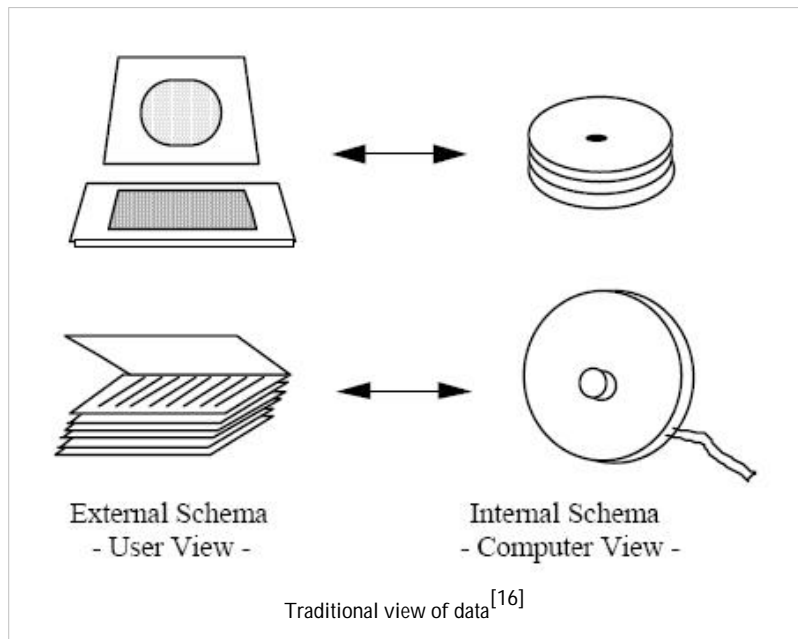 External Schema
- User View -
Internal Schema
- Computer View -
Traditional view of data[16]